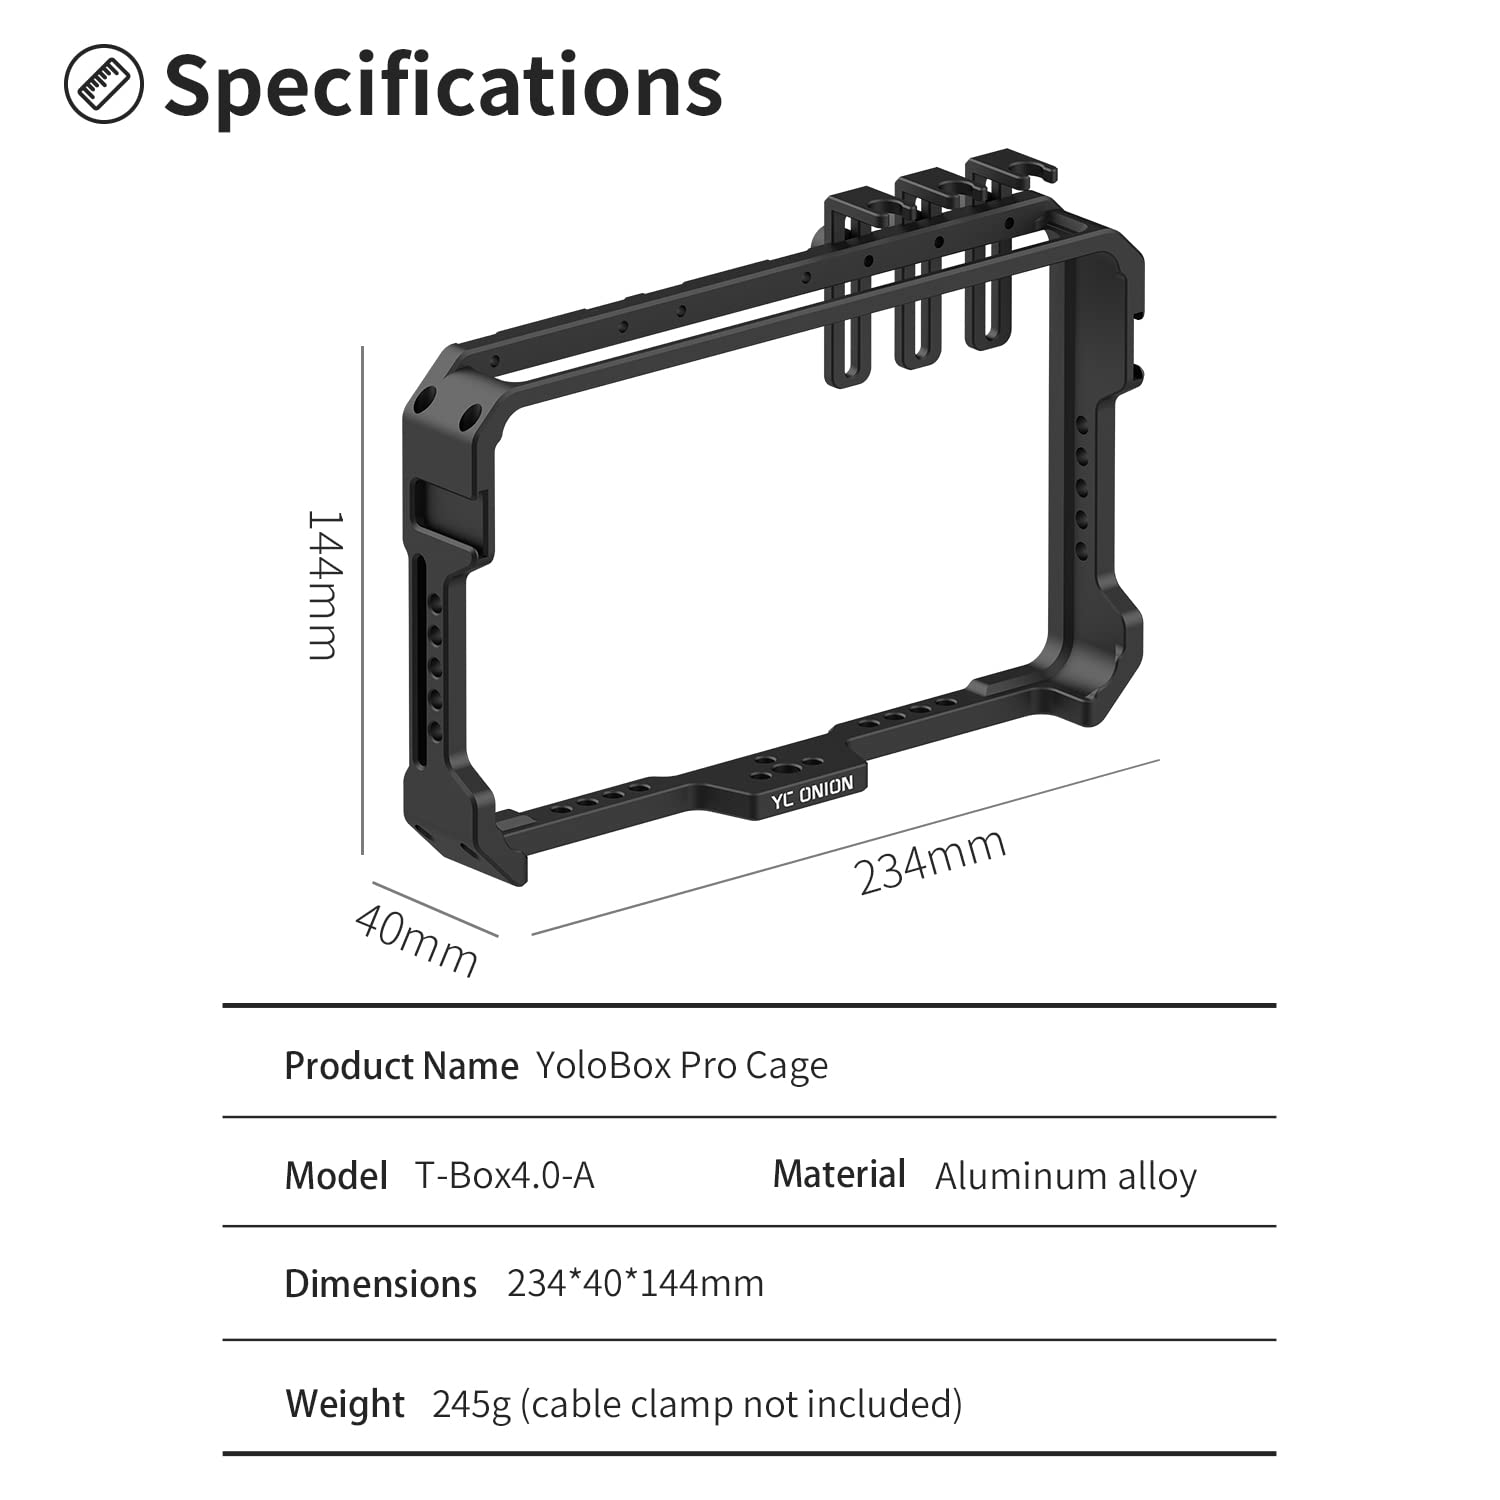 Specifications
144mm
YC ONION
234mm
40mm
Product Name YoloBox Pro Cage
Model T-Box4.0-A Material Aluminum alloy
Dimensions 234*40*144mm
Weight 245g (cable clamp not included)